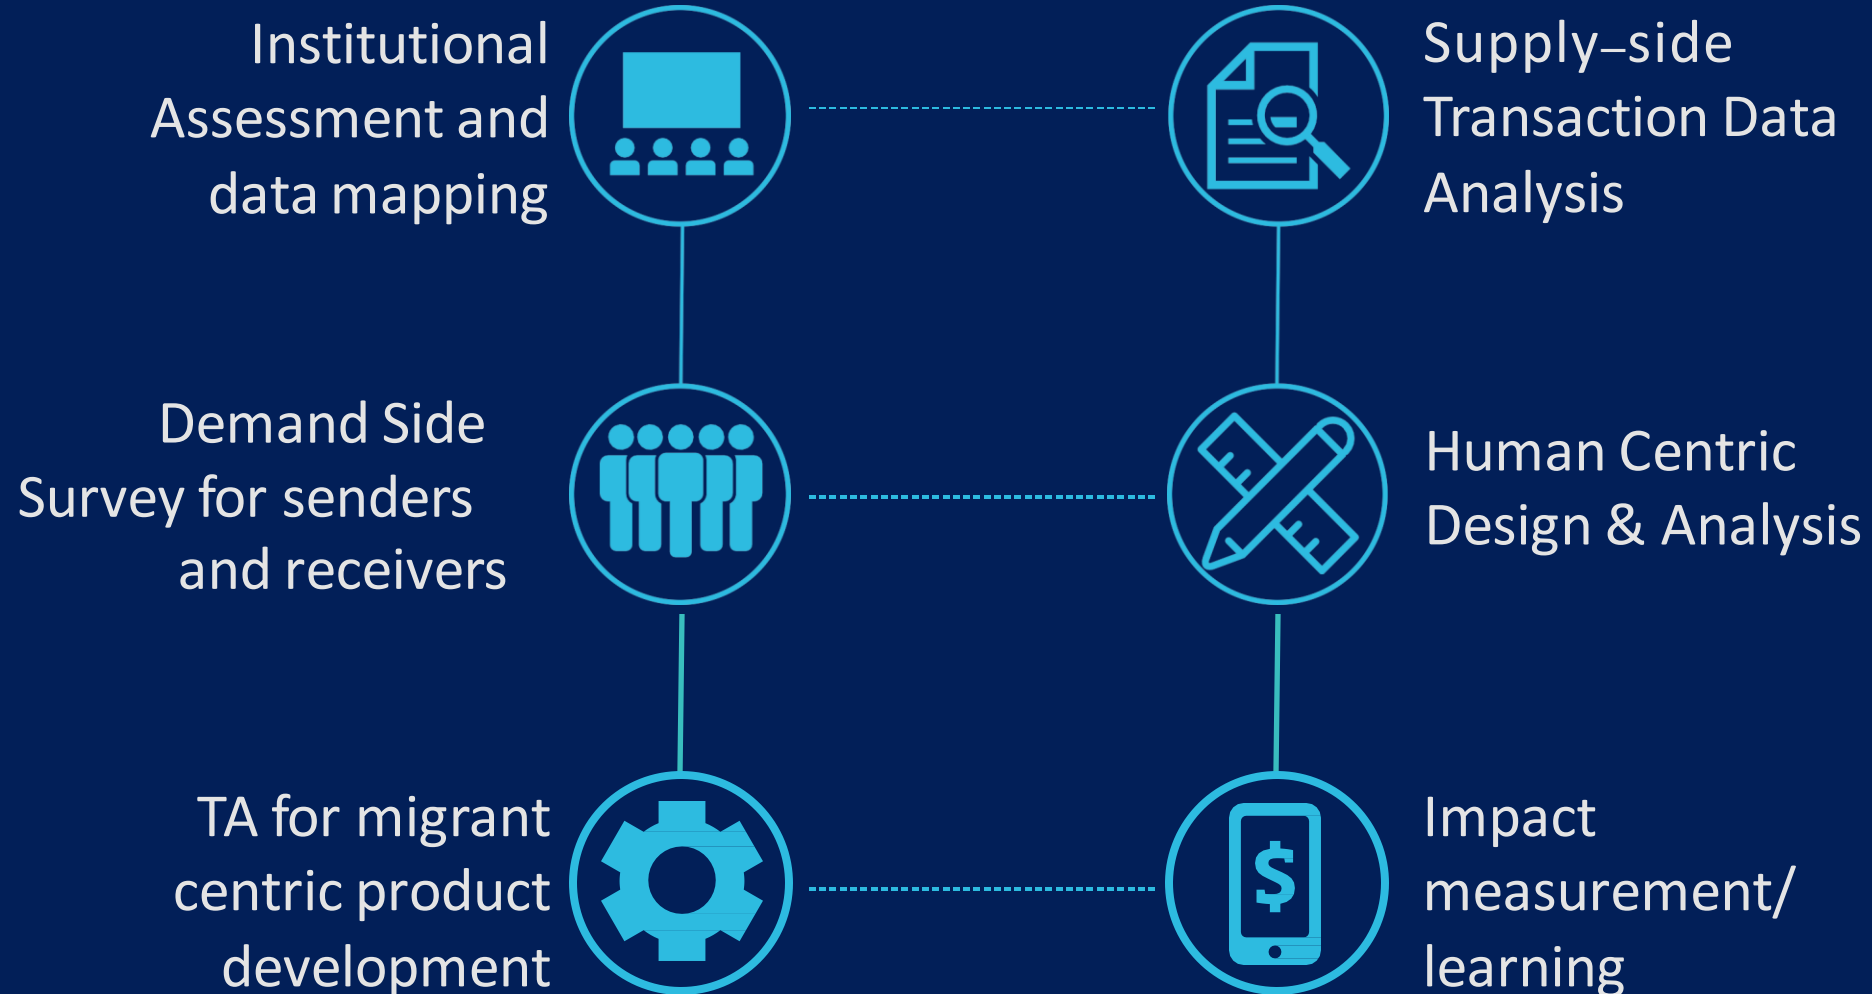 Institutional
Assessment and
data mapping
Supply–side
Transaction Data
Analysis
Demand Side
Survey for senders
and receivers
Human Centric
Design & Analysis
TA for migrant
centric product
development
$
Impact
measurement/
learning